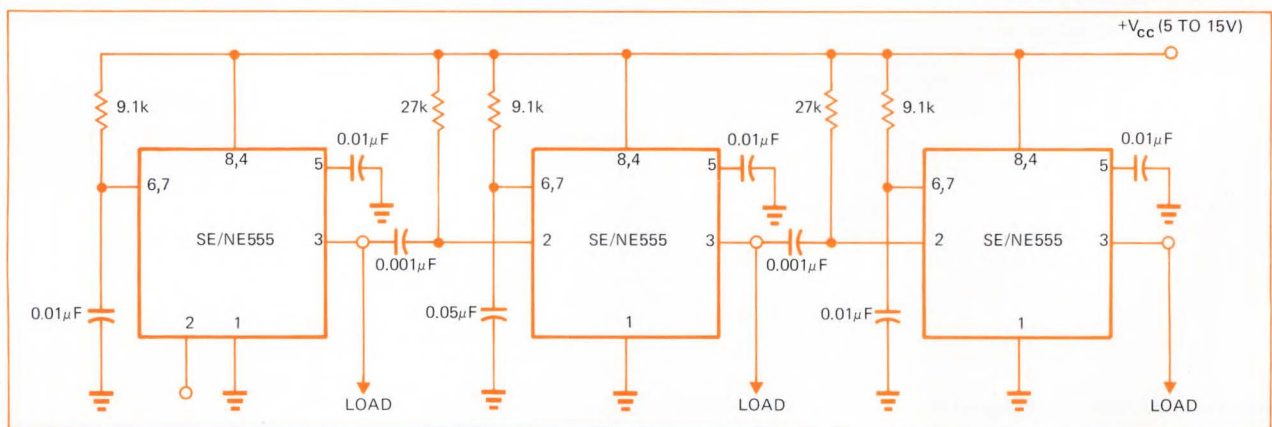 +Vcc (5 TO 15V)
9.1k
27k
9.1k
27k
9.1k
0.01μF
0.01μF
0.01μF
8,4
5
8,4
5
8,4
5
6,7
6,7
6,7
SE/NE555
3
2
SE/NE555
3
2
SE/NE555
3
0.001μF
0.001μF
0.01μF
2
1
0.05μF
1
0.01μF
1
LOAD
LOAD
LOAD